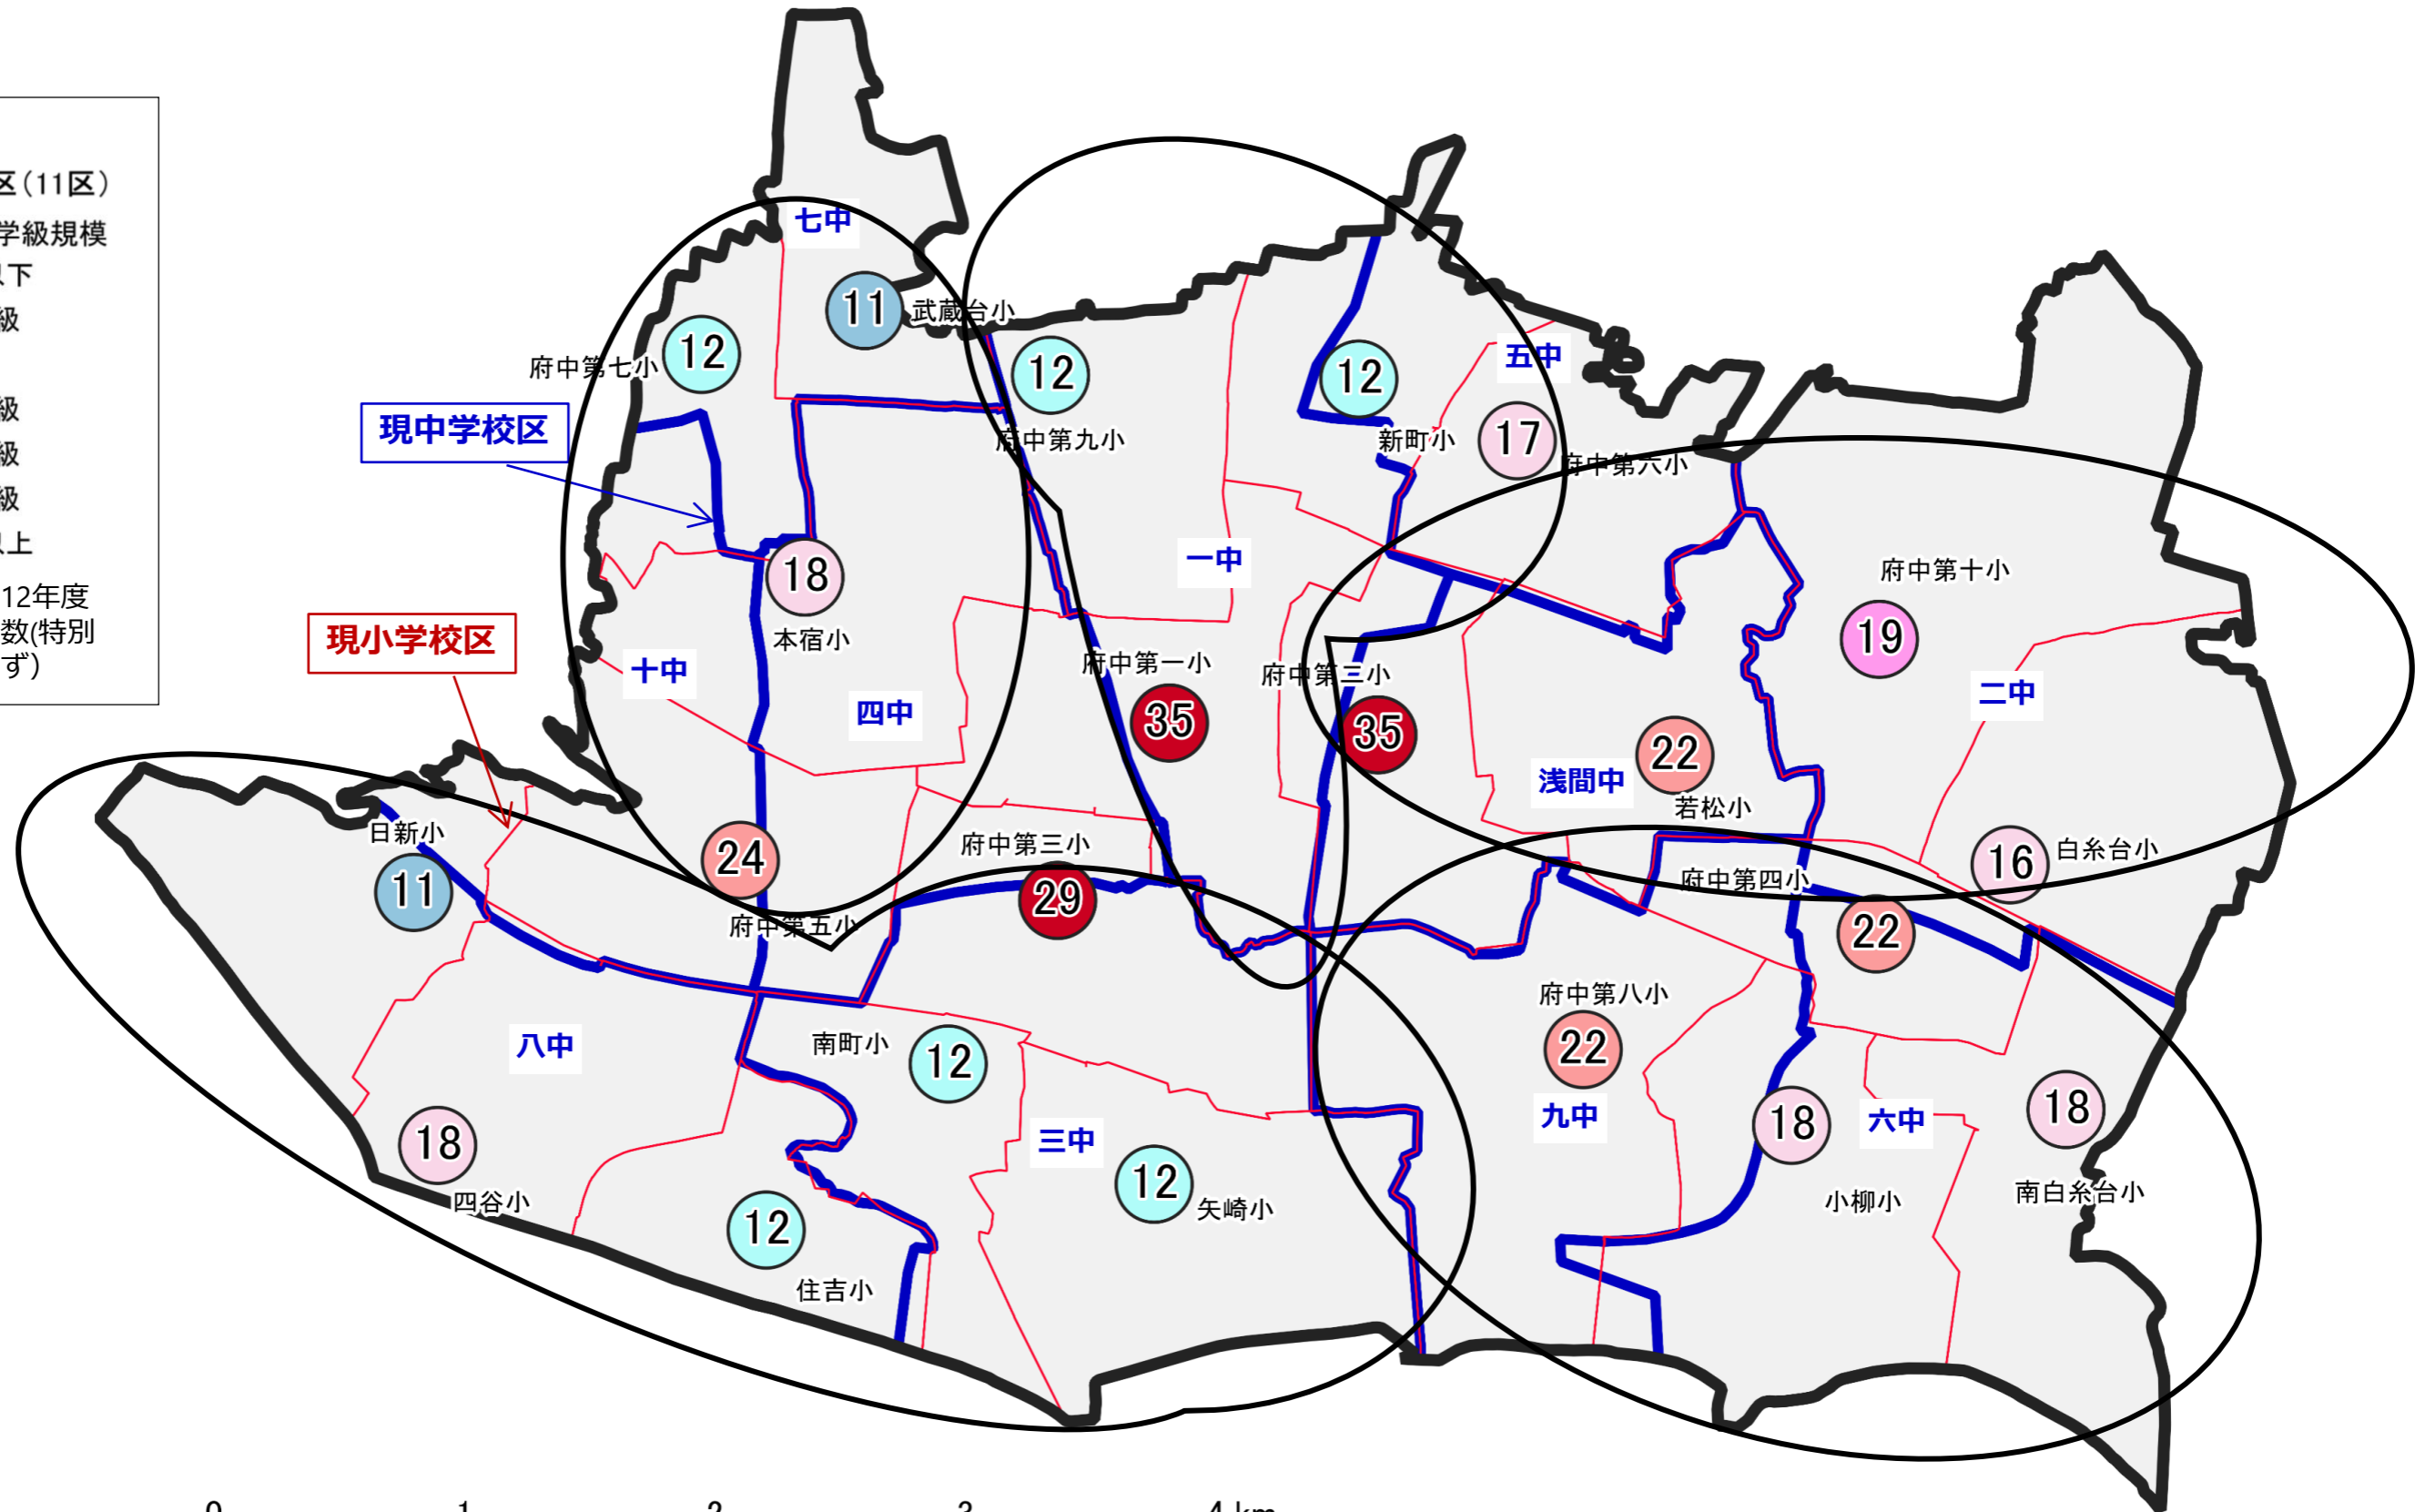 区(11区)
学級規模
以下
級
級
級
級
以上
12年度
数(特別
ず)
七中
11
武蔵台小
12
府中第七小
12
府中第九小
12
新町小
五中
17
府中第六小
現中学校区
一中
18
本宿小
現小学校区
十中
四中
府中第一小
35
府中第三小
35
府中第十小
19
二中
浅間中
22
若松小
日新小
11
24
府中第五小
府中第三小
29
府中第四小
22
16
白糸台小
八中
南町小
12
府中第八小
22
九中
18
四谷小
三中
12
矢崎小
12
住吉小
18
六中
小柳小
18
南白糸台小
0 1 2 3 4 km